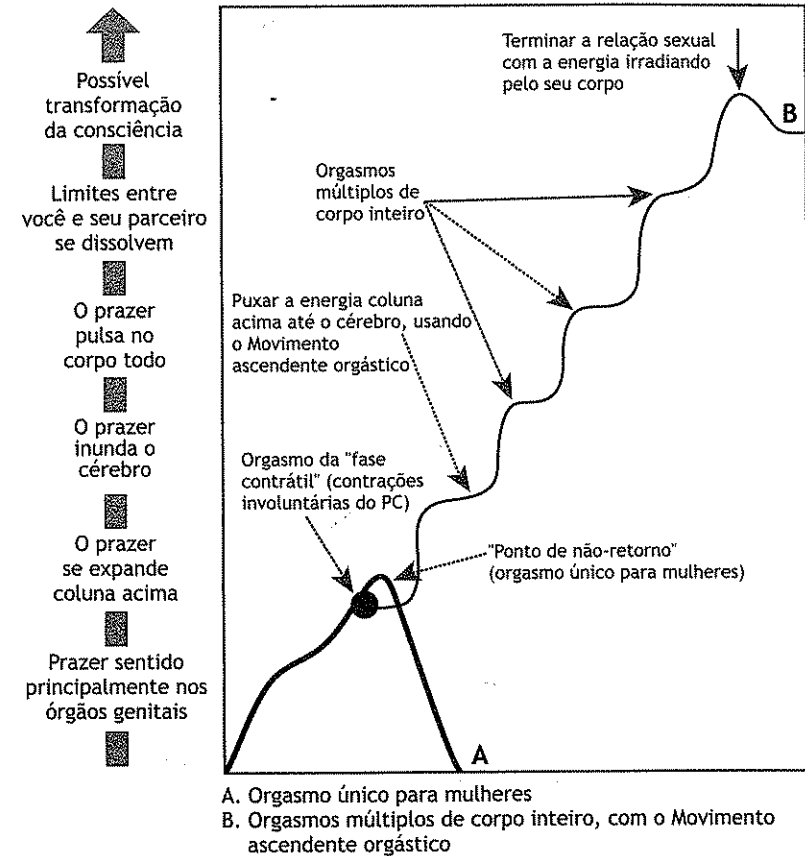 Possível
transformação
da consciência
Limites entre
você e seu parceiro
se dissolvem
O prazer
pulsa no
corpo todo
O prazer
inunda o
cérebro
O prazer
se expande
coluna acima
Prazer sentido
principalmente nos
órgãos genitais
Terminar a relação sexual
com a energia irradiando
pelo seu corpo
B
Orgasmos
múltiplos de
corpo inteiro
Puxar a energia coluna
acima até o cérebro, usando
o Movimento
ascendente orgástico
Orgasmo da "fase
contrátil" (contrações
involuntárias do PC)
"Ponto de não-retorno"
(orgasmo único para mulheres)
A
A. Orgasmo único para mulheres
B. Orgasmos múltiplos de corpo inteiro, com o Movimento
ascendente orgástico